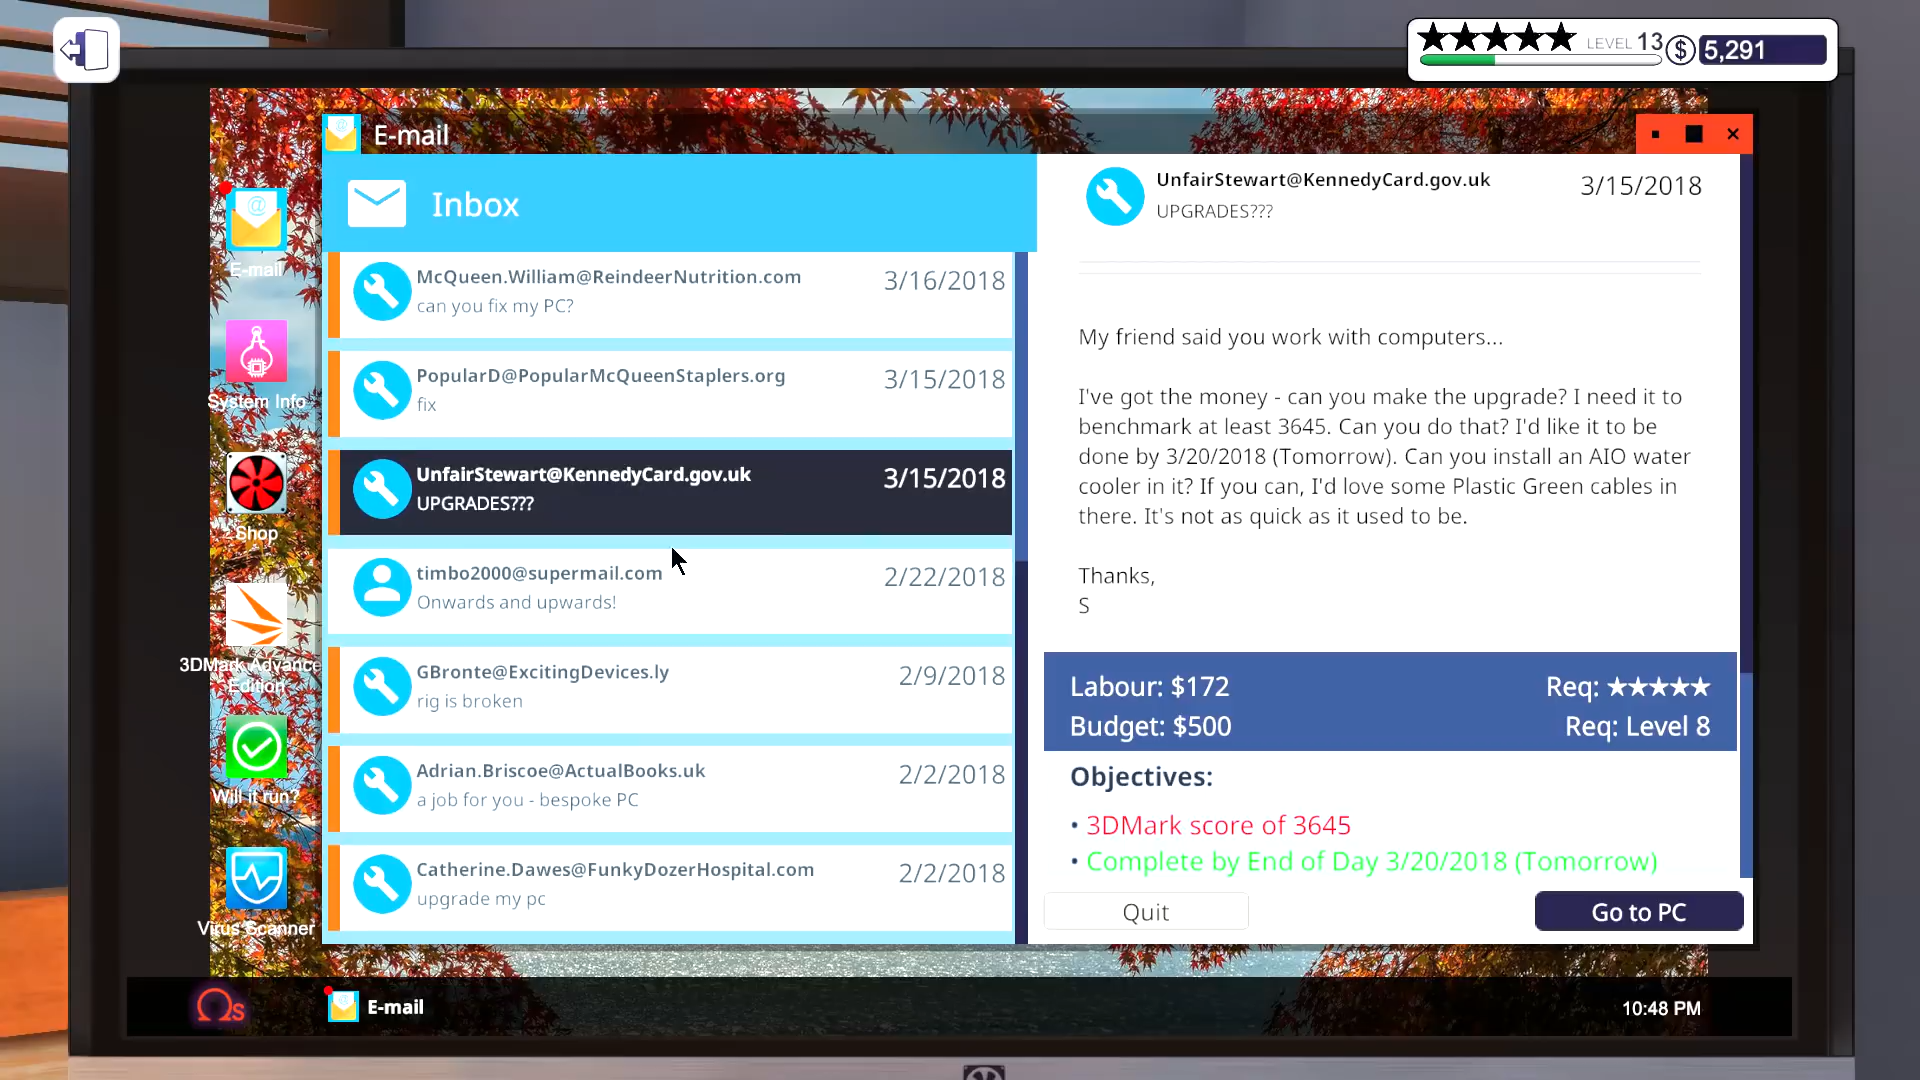 LEVEL 13
$ 5,291
E-mail
Inbox
McQueen.William@ReindeerNutrition.com
3/16/2018
can you fix my PC?
PopularD@PopularMcQueenStaplers.org
3/15/2018
fix
UnfairStewart@KennedyCard.gov.uk
3/15/2018
UPGRADES???
timbo2000@supermail.com
2/22/2018
Onwards and upwards!
GBronte@ExcitingDevices.ly
2/9/2018
rig is broken
Adrian.Briscoe@ActualBooks.uk
2/2/2018
a job for you - bespoke PC
Catherine.Dawes@FunkyDozerHospital.com
2/2/2018
upgrade my pc
UnfairStewart@KennedyCard.gov.uk
3/15/2018
UPGRADES???
My friend said you work with computers...
I've got the money - can you make the upgrade? I need it to
benchmark at least 3645. Can you do that? I'd like it to be
done by 3/20/2018 (Tomorrow). Can you install an AIO water
cooler in it? If you can, I'd love some Plastic Green cables in
there. It's not as quick as it used to be.
Thanks,
S
Labour: $172
Req: ★★★★★
Budget: $500
Req: Level 8
Objectives:
• 3DMark score of 3645
• Complete by End of Day 3/20/2018 (Tomorrow)
Quit
Go to PC
E-mail
System Info
Shop
3DMark Advance
Edition
Will it run?
Virus Scanner
Ωs
E-mail
10:48 PM